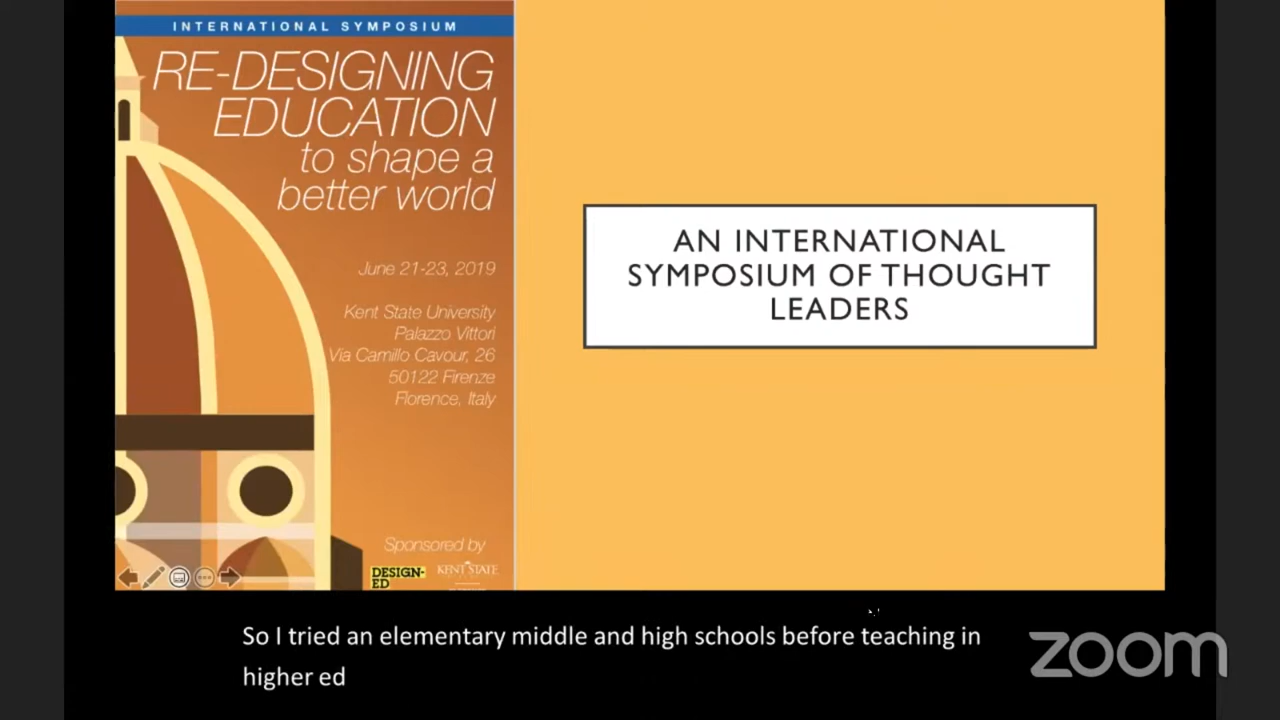 INTERNATIONAL SYMPOSIUM
RE-DESIGNING
EDUCATION
to shape a
better world
June 21-23, 2019
Kent State University
Palazzo Vittori
Via Camillo Cavour, 26
50122 Firenze
Florence, Italy
Sponsored by
DESIGN-
ED
KENT STATE
AN INTERNATIONAL
SYMPOSIUM OF THOUGHT
LEADERS
So I tried an elementary middle and high schools before teaching in
higher ed
zoom